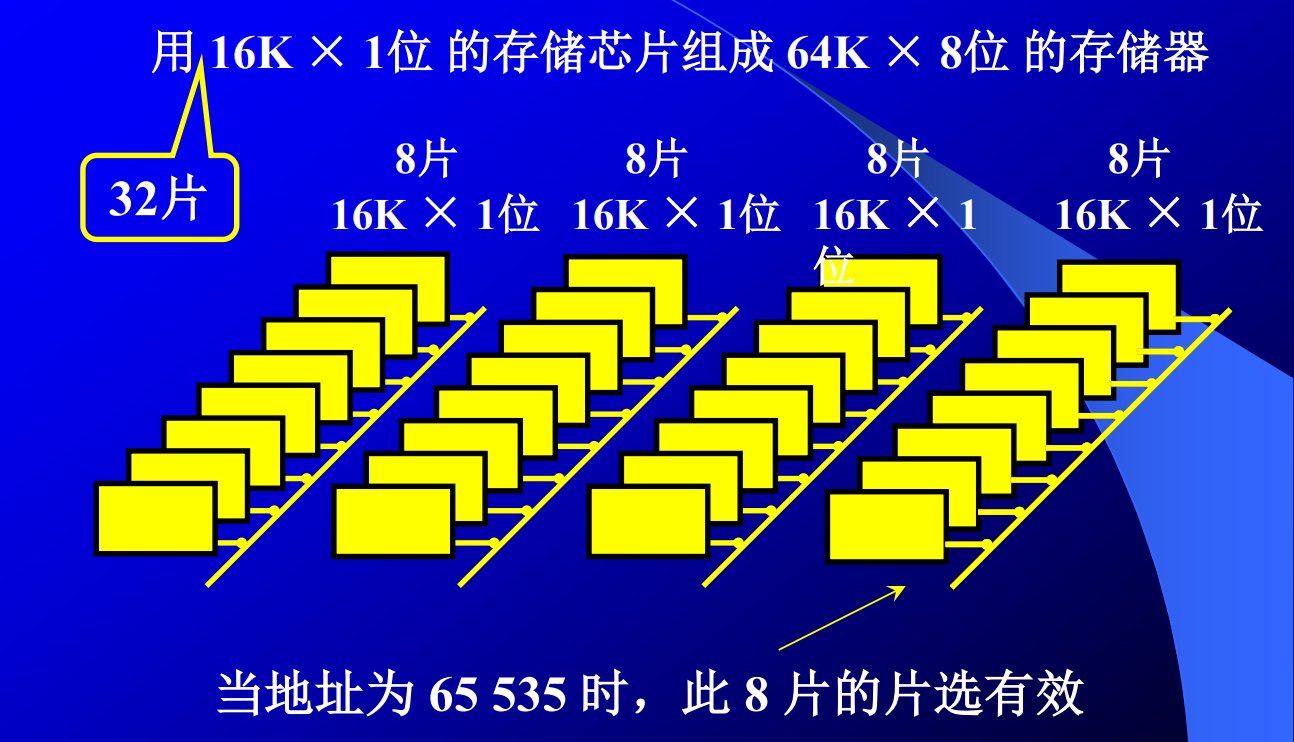 用 16K × 1位 的存储芯片组成 64K × 8位 的存储器
32片
8片
16K × 1位
8片
16K × 1位
8片
16K × 1
位
8片
16K × 1位
当地址为 65 535 时，此 8 片的片选有效